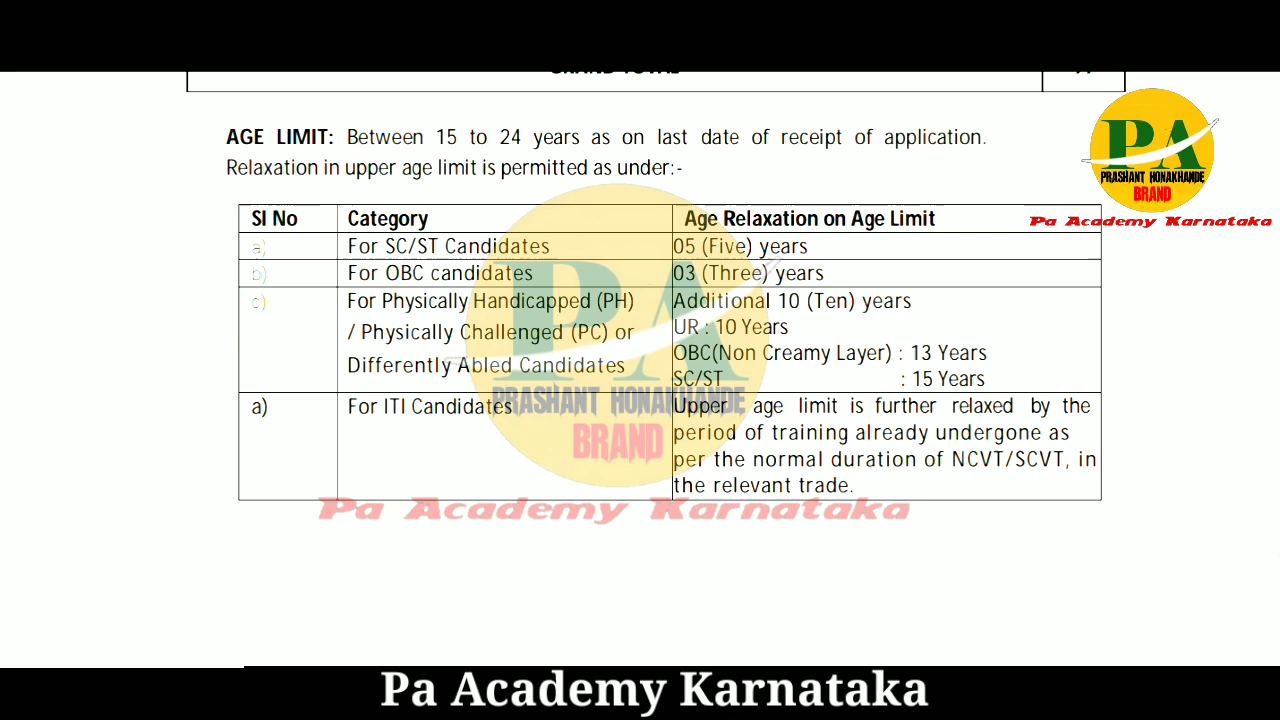 GRAND TOTAL
AGE LIMIT: Between 15 to 24 years as on last date of receipt of application.
Relaxation in upper age limit is permitted as under:-
PA
PRASHANT HONAKHANDE
BRAND
Pa Academy Karnataka
Sl No Category Age Relaxation on Age Limit
a) For SC/ST Candidates 05 (Five) years
b) For OBC candidates 03 (Three) years
c) For Physically Handicapped (PH) Additional 10 (Ten) years
/ Physically Challenged (PC) or UR : 10 Years
Differently Abled Candidates OBC(Non Creamy Layer) : 13 Years
SC/ST : 15 Years
a) For ITI Candidates Upper age limit is further relaxed by the
period of training already undergone as
per the normal duration of NCVT/SCVT, in
the relevant trade.
PA
PRASHANT HONAKHANDE
BRAND
Pa Academy Karnataka
Pa Academy Karnataka